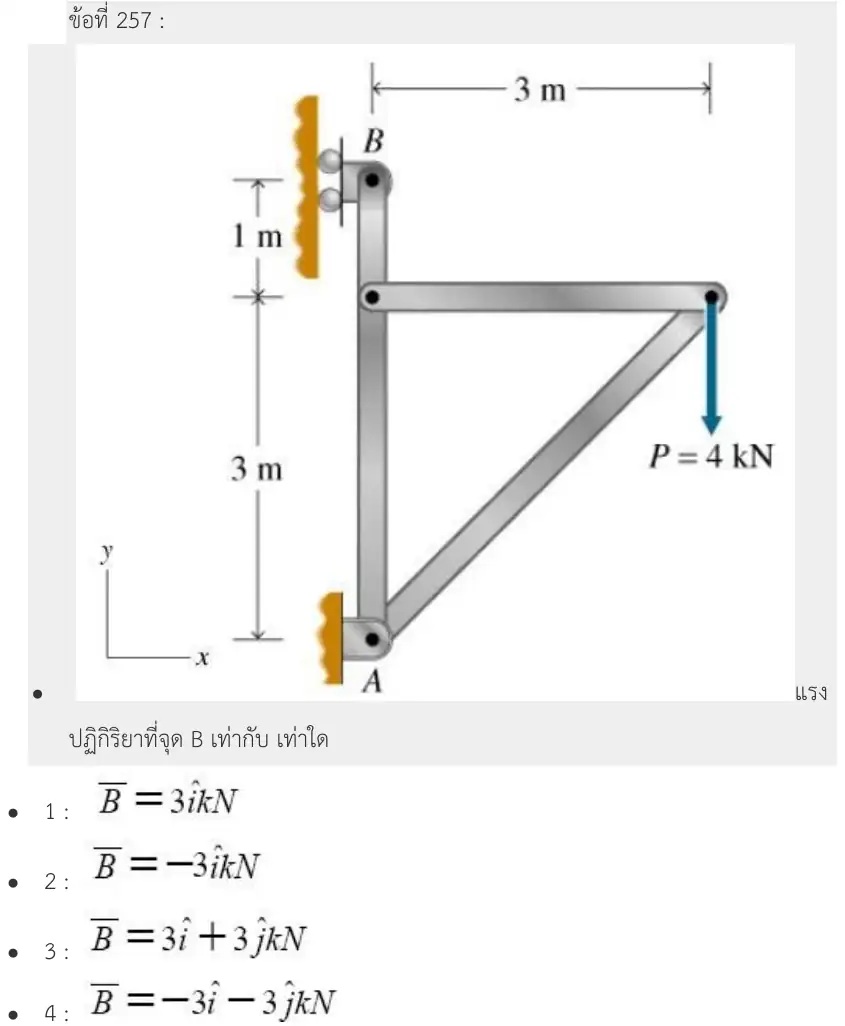 ข้อที่ 257 :
3 m
B
1 m
3 m
P = 4 kN
y
x
A
แรง
ปฏิกิริยาที่จุด B เท่ากับ เท่าใด
1 : B̅ = 3îkN
2 : B̅ = −3îkN
3 : B̅ = 3î + 3ĵkN
4 : B̅ = −3î − 3ĵkN